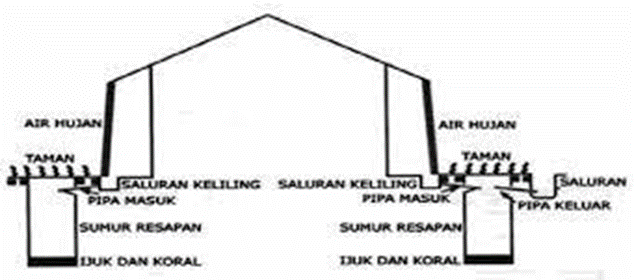 AIR HUJAN
AIR HUJAN
TAMAN
TAMAN
SALURAN KELILING
SALURAN KELILING
SALURAN
PIPA MASUK
PIPA MASUK
PIPA KELUAR
SUMUR RESAPAN
SUMUR RESAPAN
IJUK DAN KORAL
IJUK DAN KORAL